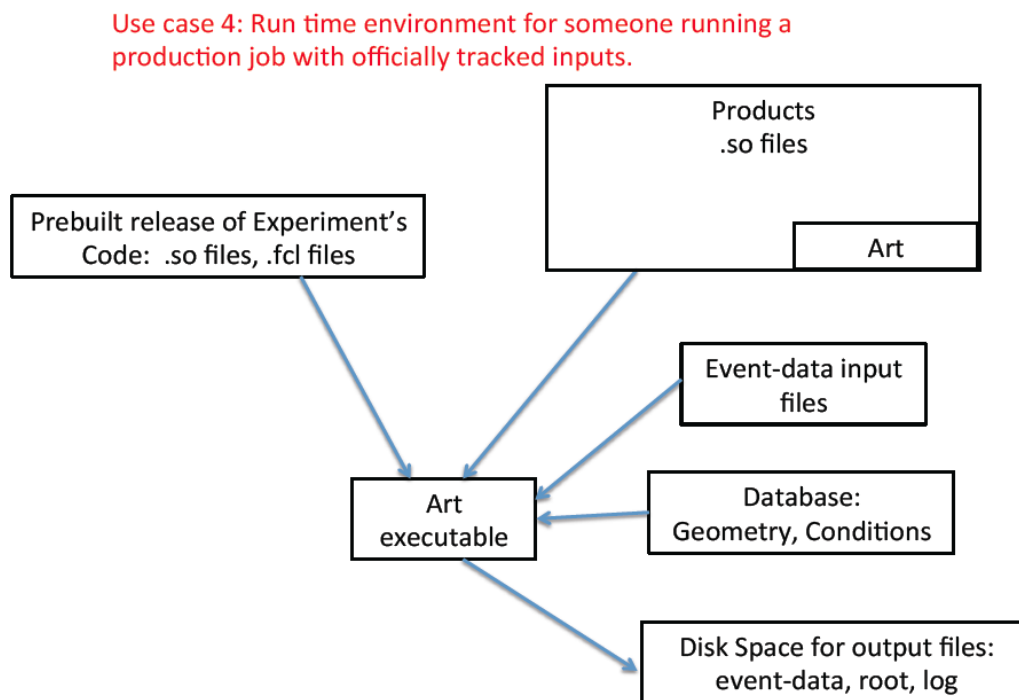 Use case 4: Run time environment for someone running a
production job with officially tracked inputs.
Products
.so files
Art
Prebuilt release of Experiment’s
Code:  .so files, .fcl files
Event-data input
files
Art
executable
Database:
Geometry, Conditions
Disk Space for output files:
event-data, root, log